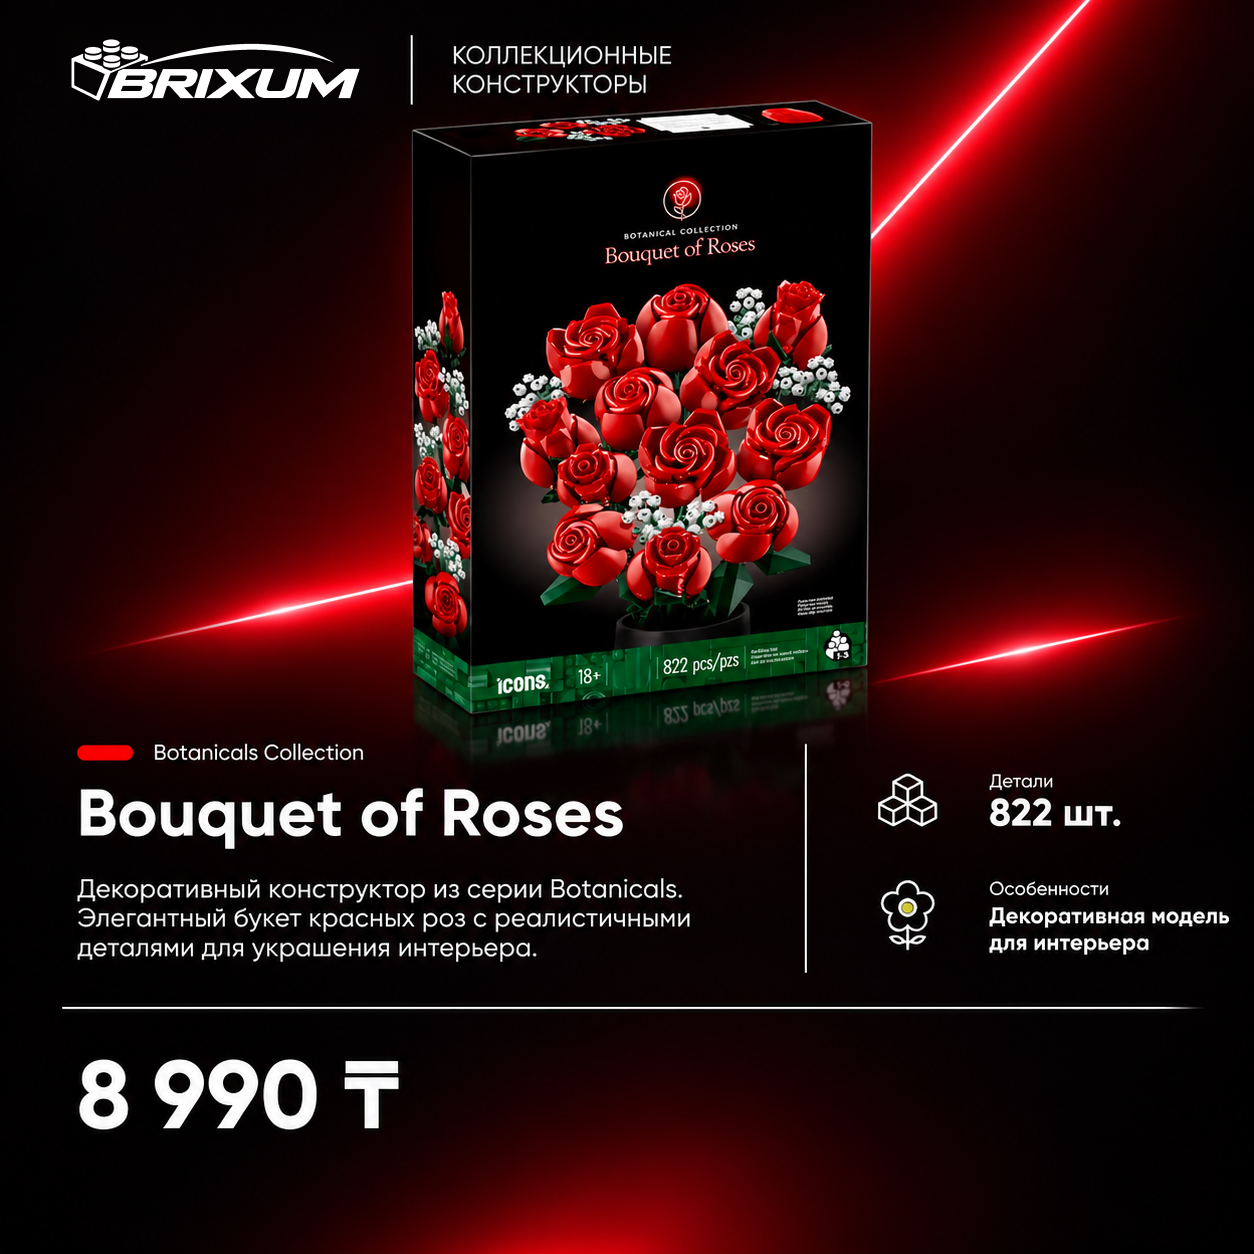 BRIXUM
КОЛЛЕКЦИОННЫЕ
КОНСТРУКТОРЫ
BOTANICAL COLLECTION
Bouquet of Roses
icons.
18+
822 pcs/pzs
1-3
Botanicals Collection
Bouquet of Roses
Декоративный конструктор из серии Botanicals.
Элегантный букет красных роз с реалистичными
деталями для украшения интерьера.
Детали
822 шт.
Особенности
Декоративная модель
для интерьера
8 990 ₸